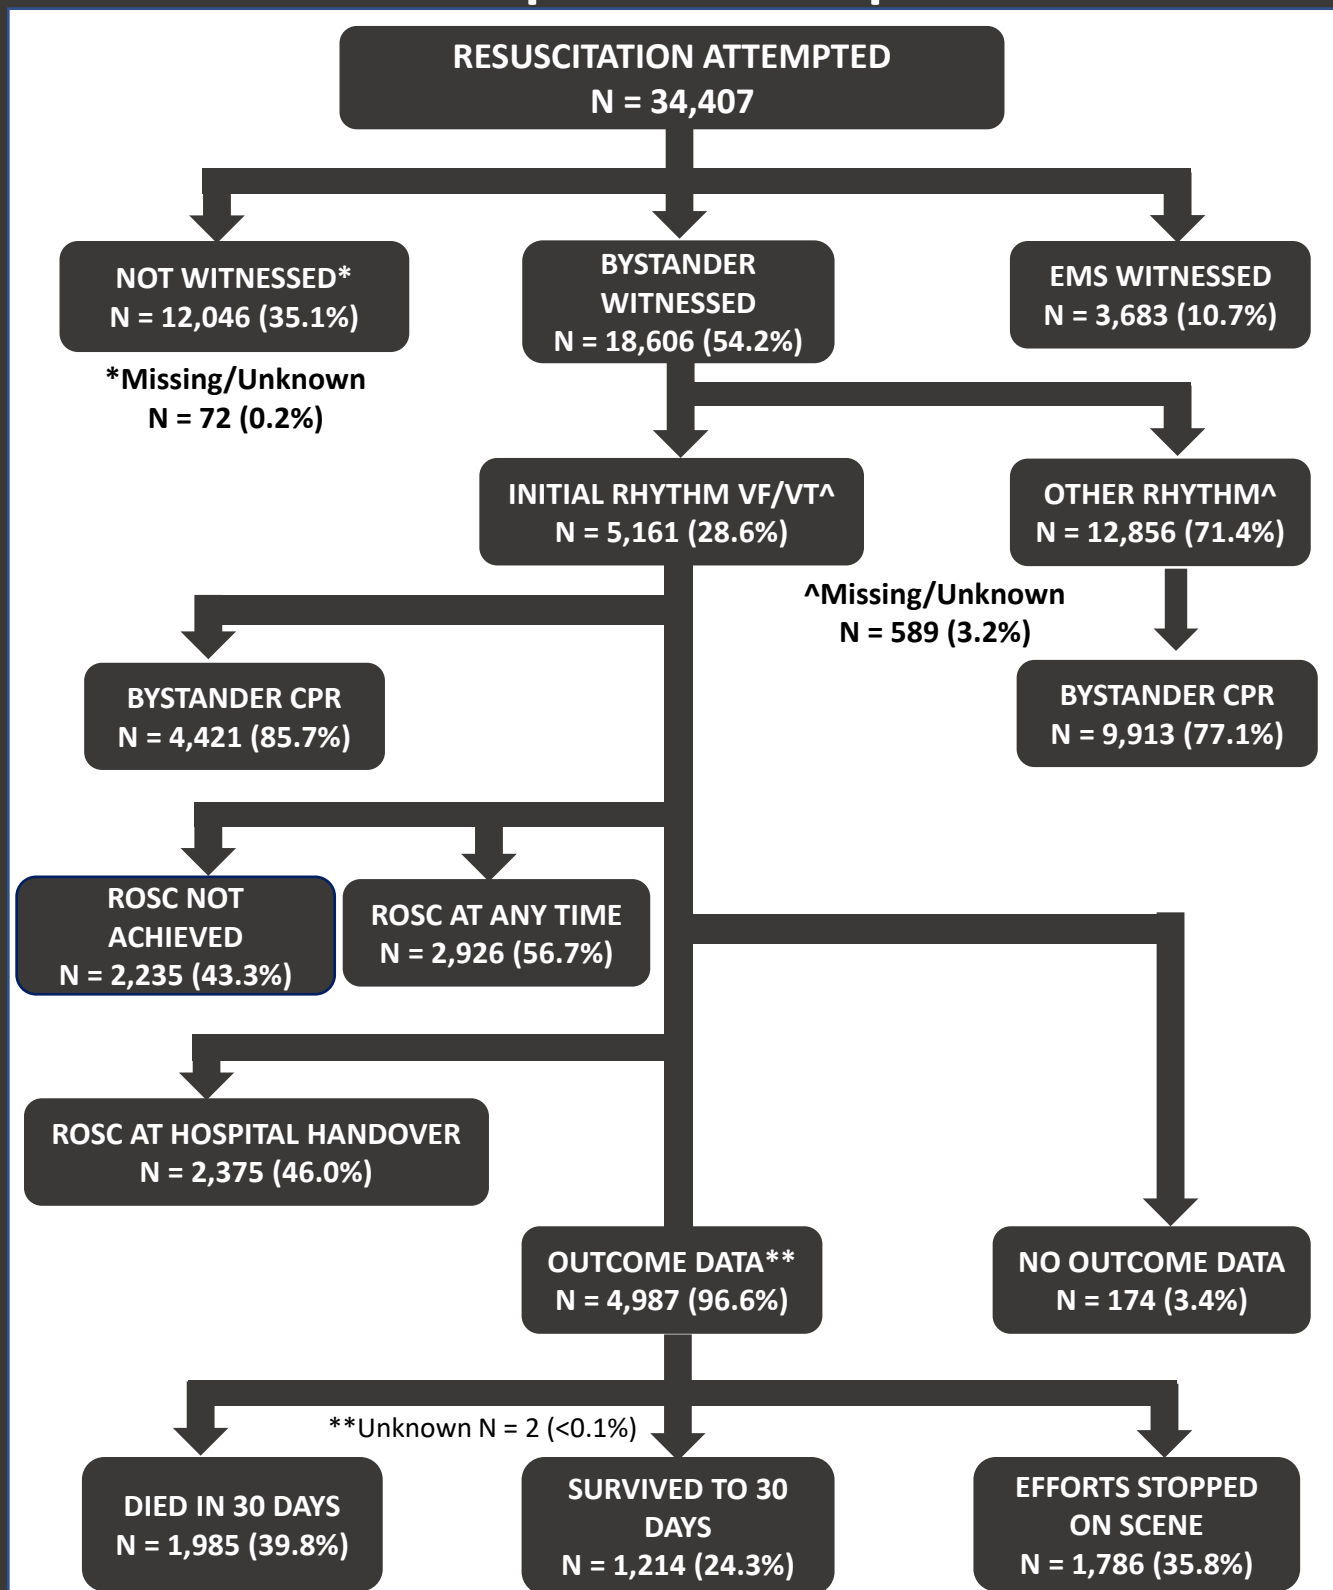 RESUSCITATION ATTEMPTED
N = 34,407
NOT WITNESSED*
N = 12,046 (35.1%)
*Missing/Unknown
N = 72 (0.2%)
BYSTANDER
WITNESSED
N = 18,606 (54.2%)
EMS WITNESSED
N = 3,683 (10.7%)
INITIAL RHYTHM VF/VT^
N = 5,161 (28.6%)
OTHER RHYTHM^
N = 12,856 (71.4%)
^Missing/Unknown
N = 589 (3.2%)
BYSTANDER CPR
N = 4,421 (85.7%)
BYSTANDER CPR
N = 9,913 (77.1%)
ROSC NOT
ACHIEVED
N = 2,235 (43.3%)
ROSC AT ANY TIME
N = 2,926 (56.7%)
ROSC AT HOSPITAL HANDOVER
N = 2,375 (46.0%)
OUTCOME DATA**
N = 4,987 (96.6%)
NO OUTCOME DATA
N = 174 (3.4%)
**Unknown N = 2 (<0.1%)
DIED IN 30 DAYS
N = 1,985 (39.8%)
SURVIVED TO 30
DAYS
N = 1,214 (24.3%)
EFFORTS STOPPED
ON SCENE
N = 1,786 (35.8%)